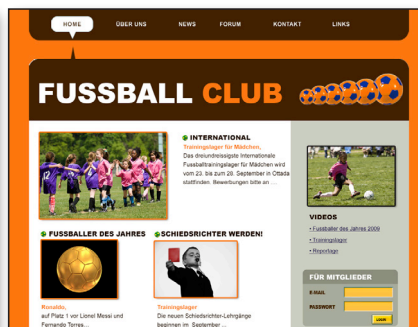 HOME ÜBER UNS NEWS FORUM KONTAKT LINKS
FUSSBALL CLUB
INTERNATIONAL
Trainingslager für Mädchen,
Das dreiundreissigste Internationale
Fusballtrainingslager für Mädchen wird
vom 23. bis zum 28. September in Ottada
stattfinden. Bewerbungen bitte an ...
FUSSBALLER DES JAHRES
Ronaldo,
auf Platz 1 vor Lionel Messi und
Fernando Torres...
SCHIEDSRICHTER WERDEN!
Trainingslager.
Die neuen Schiedsrichter-Lehrgänge
beginnen im September ...
VIDEOS
• Fussballer des Jahres 2009
• Trainingslager
• Reportage
FÜR MITGLIEDER
E-MAIL
PASSWORT
LOGIN